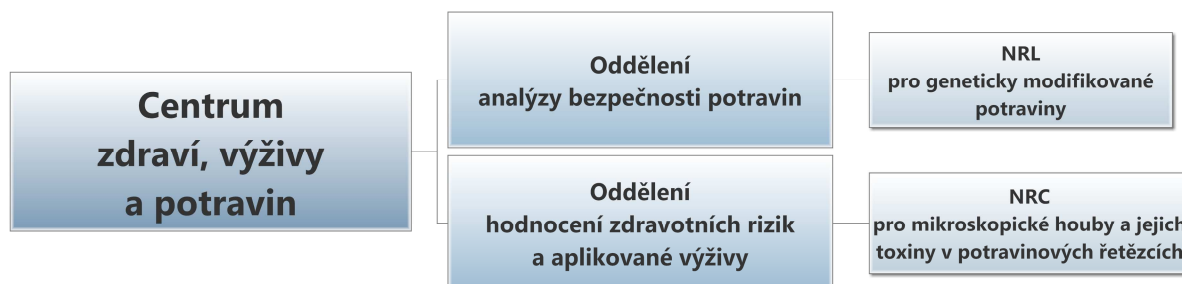 Centrum
zdraví, výživy
a potravin
Oddělení
analýzy bezpečnosti potravin
NRL
pro geneticky modifikované
potraviny
Oddělení
hodnocení zdravotních rizik
a aplikované výživy
NRC
pro mikroskopické houby a jejich
toxiny v potravinových řetězcích